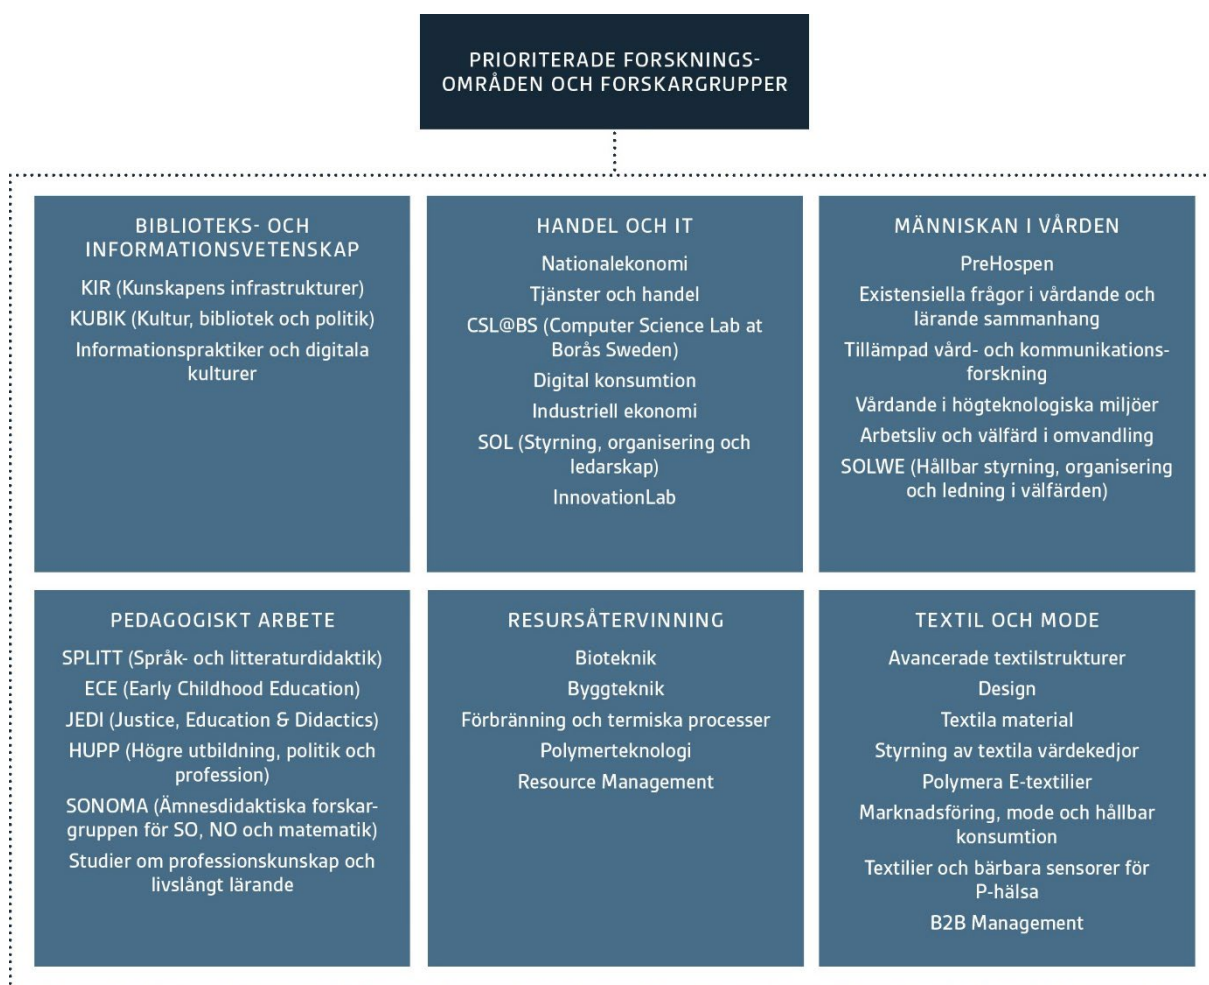 PRIORITERADE FORSKNINGS-
OMRÅDEN OCH FORSKARGRUPPER
BIBLIOTEKS- OCH
INFORMATIONSVETENSKAP
KIR (Kunskapens infrastrukturer)
KUBIK (Kultur, bibliotek och politik)
Informationspraktiker och digitala
kulturer
HANDEL OCH IT
Nationalekonomi
Tjänster och handel
CSL@BS (Computer Science Lab at
Borås Sweden)
Digital konsumtion
Industriell ekonomi
SOL (Styrning, organisering och
ledarskap)
InnovationLab
MÄNNISKAN I VÅRDEN
PreHospen
Existensiella frågor i vårdande och
lärande sammanhang
Tillämpad vård- och kommunikations-
forskning
Vårdande i högteknologiska miljöer
Arbetsliv och välfärd i omvandling
SOLWE (Hållbar styrning, organisering
och ledning i välfärden)
PEDAGOGISKT ARBETE
SPLITT (Språk- och litteraturdidaktik)
ECE (Early Childhood Education)
JEDI (Justice, Education & Didactics)
HUPP (Högre utbildning, politik och
profession)
SONOMA (Ämnesdidaktiska forskar-
gruppen för SO, NO och matematik)
Studier om professionskunskap och
livslångt lärande
RESURSÅTERVINNING
Bioteknik
Byggteknik
Förbränning och termiska processer
Polymerteknologi
Resource Management
TEXTIL OCH MODE
Avancerade textilstrukturer
Design
Textila material
Styrning av textila värdekedjor
Polymera E-textilier
Marknadsföring, mode och hållbar
konsumtion
Textilier och bärbara sensorer för
P-hälsa
B2B Management